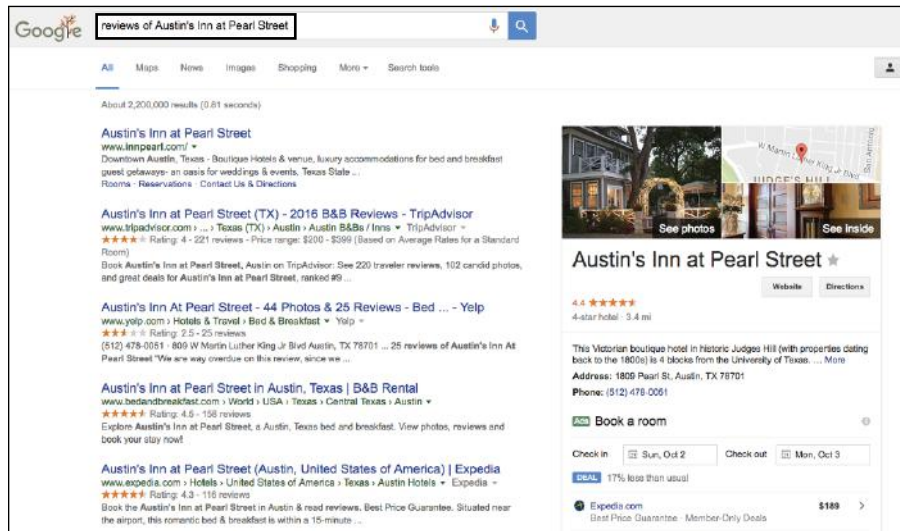 Google
reviews of Austin's Inn at Pearl Street
All Maps News Images Shopping More Search tools
About 2,200,000 results (0.81 seconds)
Austin's Inn at Pearl Street
www.innpearl.com/
Downtown Austin, Texas - Boutique Hotels & venue, luxury accommodations for bed and breakfast
guest getaways- an oasis for weddings & events. Texas State ...
Rooms - Reservations - Contact Us & Directions
Austin's Inn at Pearl Street (TX) - 2016 B&B Reviews - TripAdvisor
www.tripadvisor.com › ... › Texas (TX) › Austin › Austin B&Bs / Inns TripAdvisor
Rating: 4 - 221 reviews - Price range: $200 - $399 (Based on Average Rates for a Standard
Room)
Book Austin's Inn at Pearl Street, Austin on TripAdvisor: See 220 traveler reviews, 102 candid photos,
and great deals for Austin's Inn at Pearl Street, ranked #9 ...
Austin's Inn At Pearl Street - 44 Photos & 25 Reviews - Bed ... - Yelp
www.yelp.com › Hotels & Travel › Bed & Breakfast Yelp
Rating: 2.5 - 25 reviews
(512) 478-0051 · 809 W Martin Luther King Jr Blvd Austin, TX 78701 ... 25 reviews of Austin's Inn At
Pearl Street "We are way overdue on this review, since we ...
Austin's Inn at Pearl Street in Austin, Texas | B&B Rental
www.bedandbreakfast.com › World › USA › Texas › Central Texas › Austin
Rating: 4.5 - 158 reviews
Explore Austin's Inn at Pearl Street, a Austin, Texas bed and breakfast. View photos, reviews and
book your stay now!
Austin's Inn at Pearl Street (Austin, United States of America) | Expedia
www.expedia.com › Hotels › United States of America › Texas › Austin Hotels Expedia
Rating: 4.3 - 116 reviews
Book the Austin's Inn at Pearl Street in Austin & read reviews. Best Price Guarantee. Situated near
the airport, this romantic bed & breakfast is within a 15-minute ...
W Martin Luther King Jr Blvd
San Antonio
JUDGE'S HILL
See photos
See inside
Austin's Inn at Pearl Street
Website Directions
4.4
4-star hotel · 3.4 mi
This Victorian boutique hotel in historic Judges Hill (with properties dating
back to the 1800s) is 4 blocks from the University of Texas. ... More
Address: 1809 Pearl St, Austin, TX 78701
Phone: (512) 478-0051
Ads Book a room
Check in Sun, Oct 2 Check out Mon, Oct 3
DEAL 17% less than usual
Expedia.com $189
Best Price Guarantee · Member-Only Deals